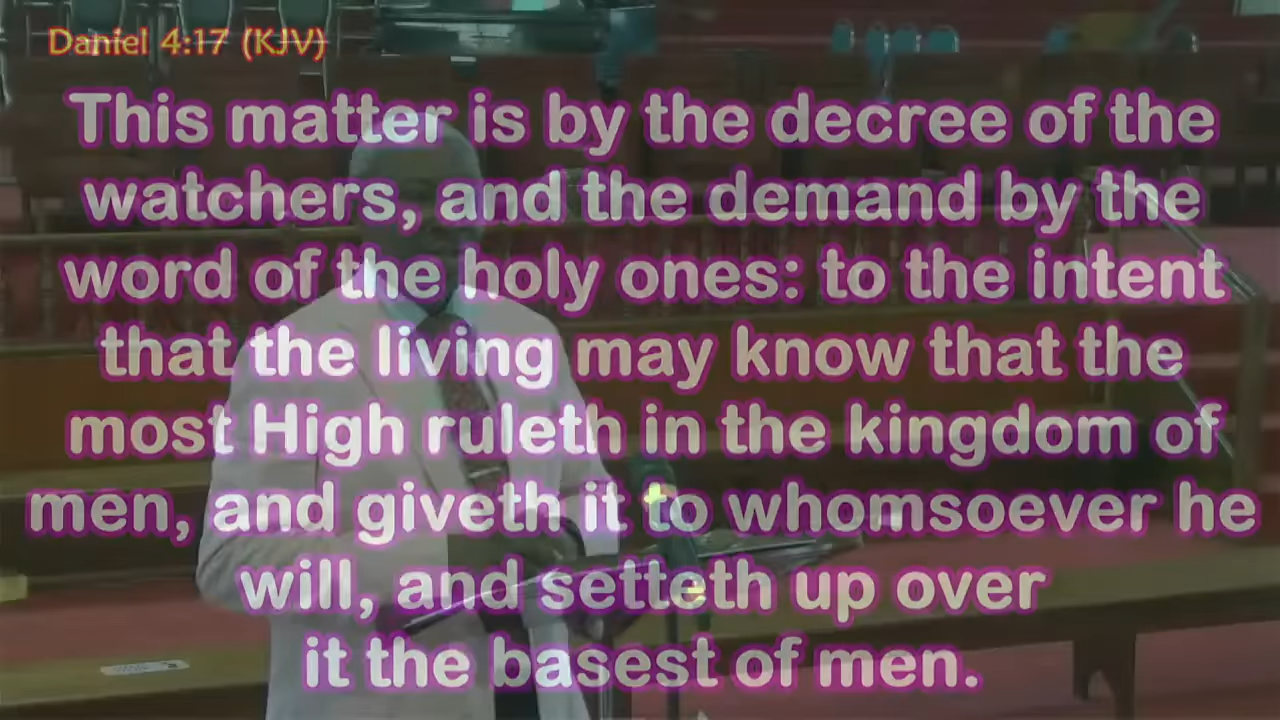 Daniel 4:17 (KJV)
This matter is by the decree of the
watchers, and the demand by the
word of the holy ones: to the intent
that the living may know that the
most High ruleth in the kingdom of
men, and giveth it to whomsoever he
will, and setteth up over
it the basest of men.